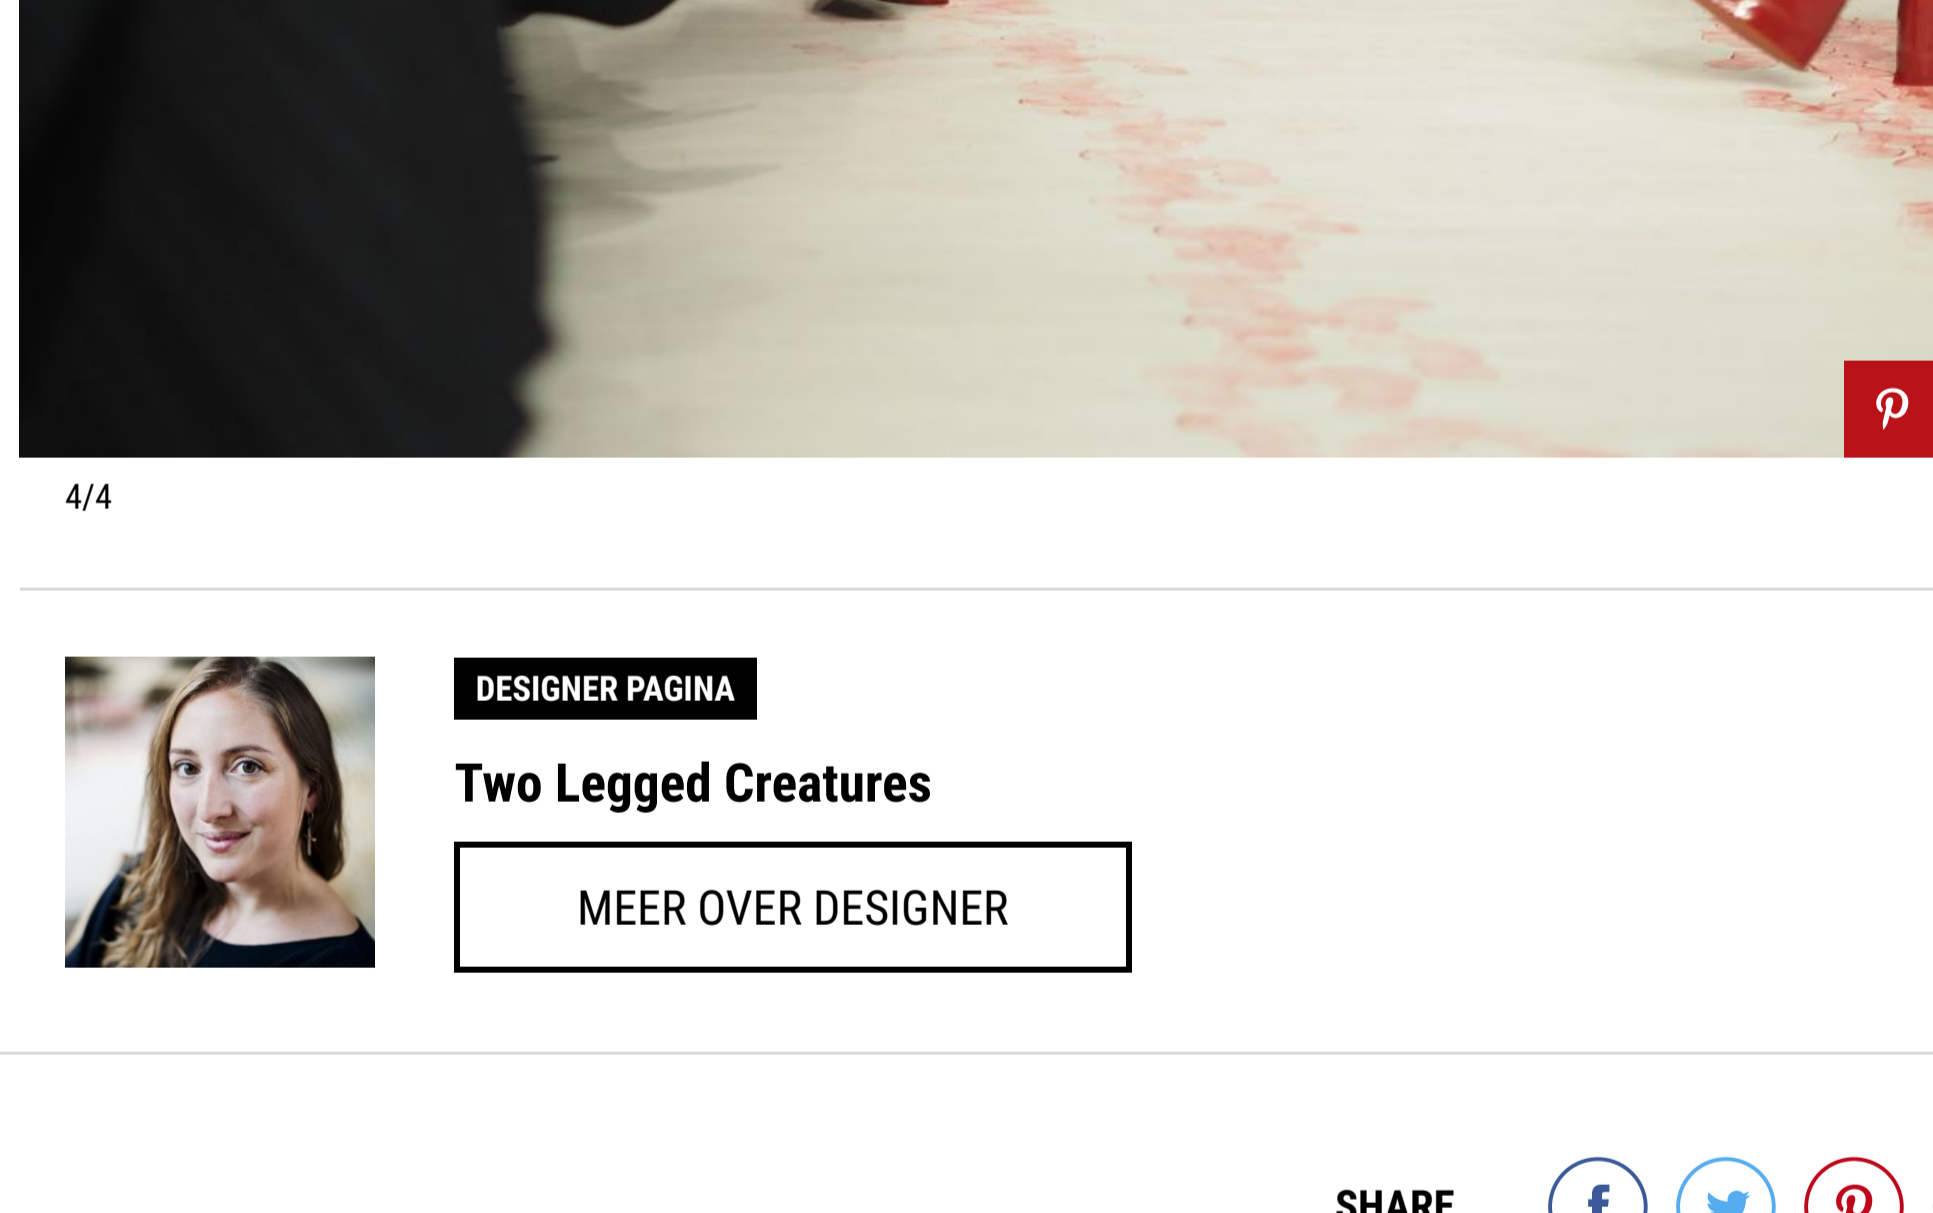 4/4
DESIGNER PAGINA
Two Legged Creatures
MEER OVER DESIGNER
SHARE